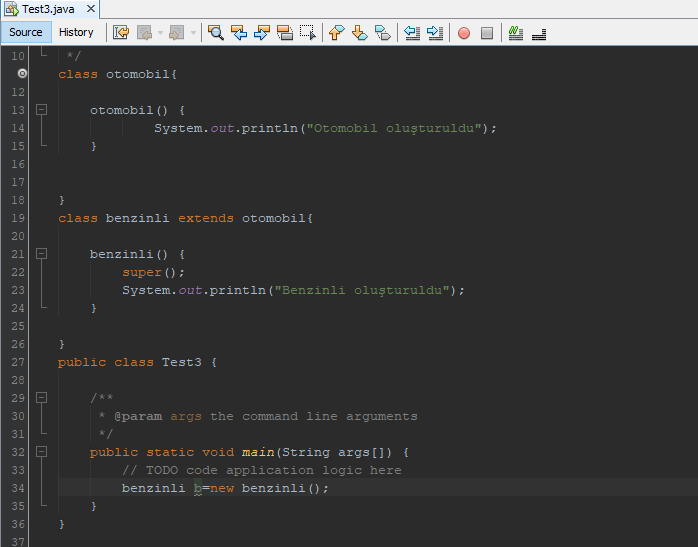 Test3.java
Source History
10 */
class otomobil{
12
13 otomobil() {
14 System.out.println("Otomobil oluşturuldu");
15 }
16
17
18 }
19 class benzinli extends otomobil{
20
21 benzinli() {
22 super();
23 System.out.println("Benzinli oluşturuldu");
24 }
25
26 }
27 public class Test3 {
28
29 /**
30 * @param args the command line arguments
31 */
32 public static void main(String args[]) {
33 // TODO code application logic here
34 benzinli b=new benzinli();
35 }
36 }
37